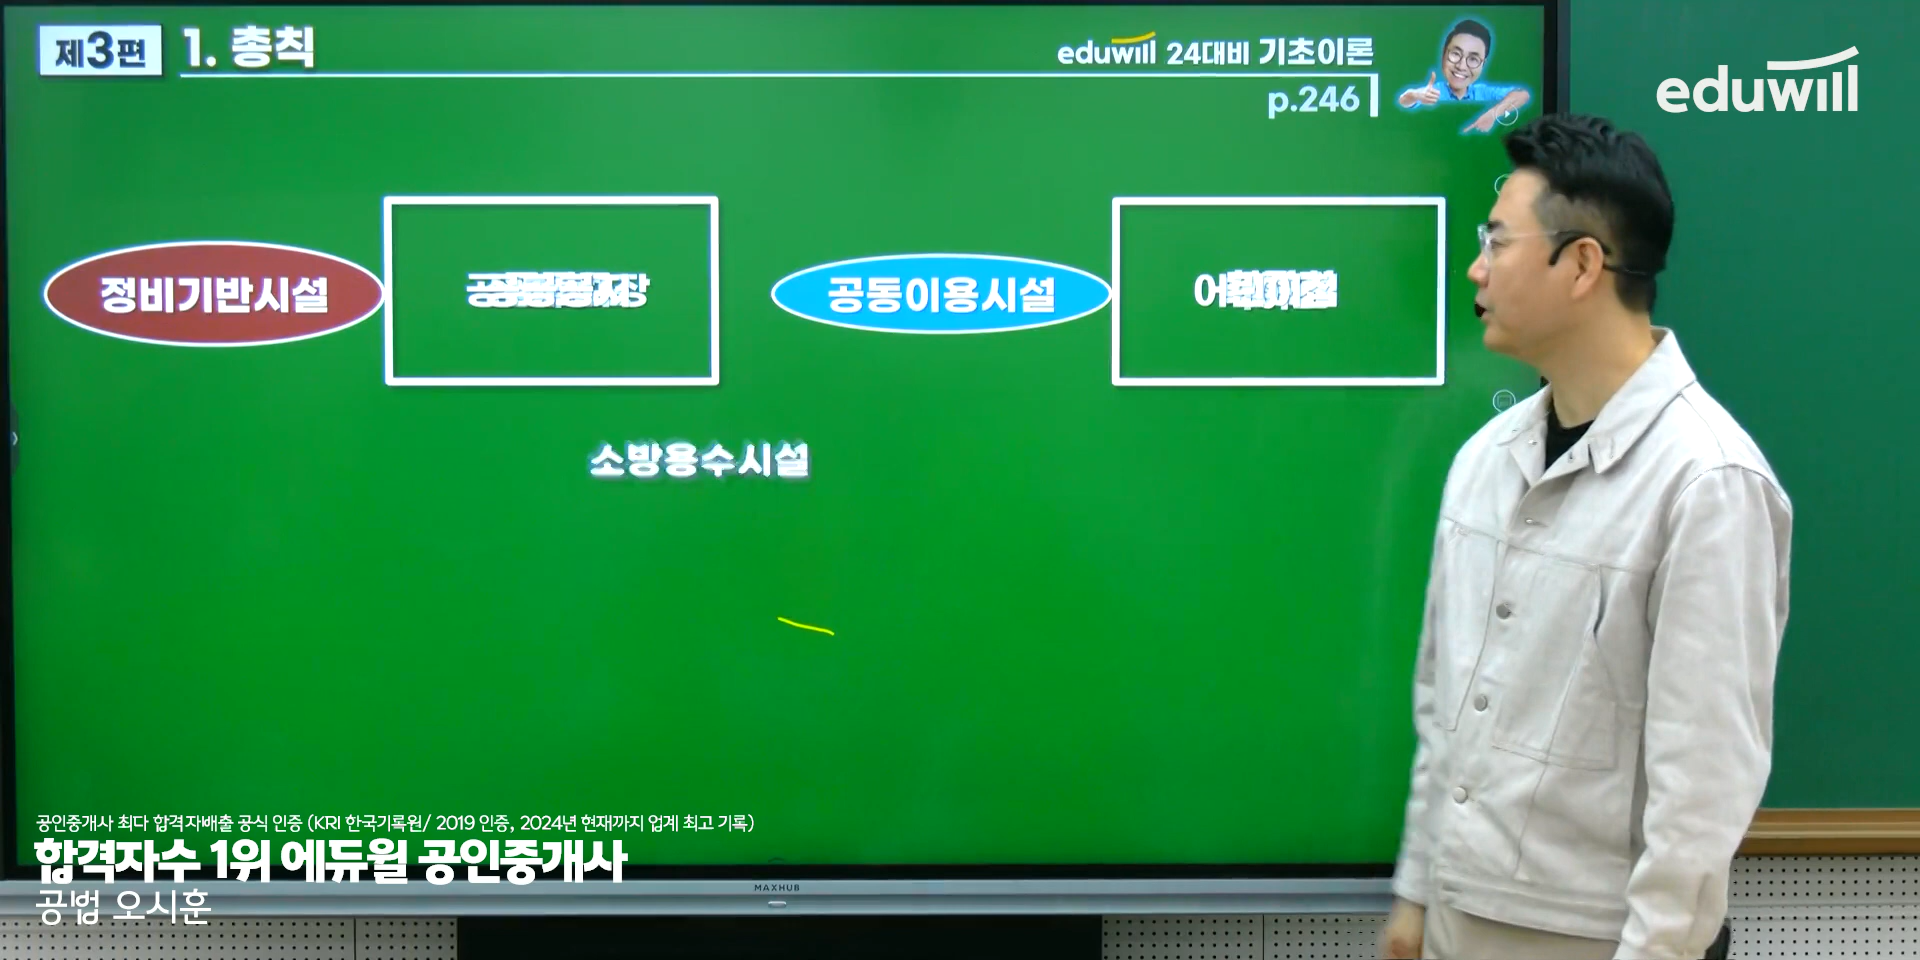 제3편 1. 총칙
eduwill 24대비 기초이론
p.246
eduwill
정비기반시설
공동이용시설
소방용수시설
공인중개사 최다 합격자배출 공식 인증 (KRI 한국기록원/ 2019 인증, 2024년 현재까지 업계 최고 기록)
합격자수 1위 에듀윌 공인중개사
공법 오시훈
MAXHUB